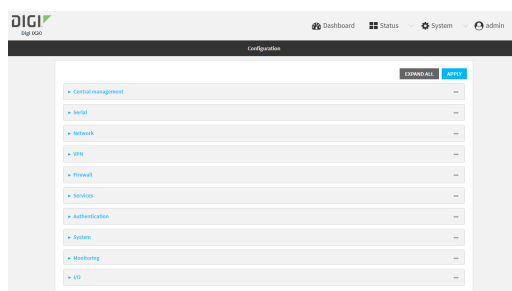 DIGI
Digi IX20
Dashboard Status System admin
Configuration
EXPAND ALL APPLY
Central management
Serial
Network
VPN
Firewall
Services
Authentication
System
Monitoring
I/O